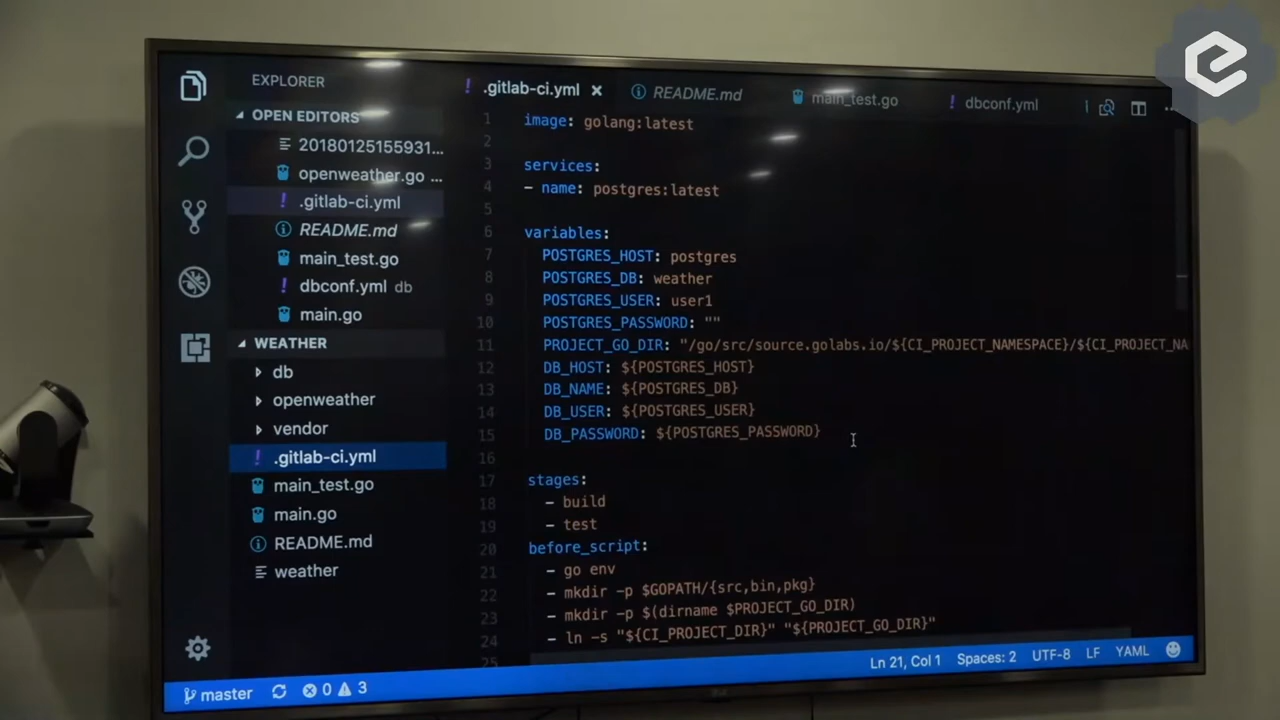 EXPLORER
OPEN EDITORS
20180125155931...
openweather.go ...
! .gitlab-ci.yml
README.md
main_test.go
! dbconf.yml db
main.go
WEATHER
db
openweather
vendor
! .gitlab-ci.yml
main_test.go
main.go
README.md
weather
! .gitlab-ci.yml ×
README.md
main_test.go
! dbconf.yml
1 image: golang:latest
2
3 services:
4 - name: postgres:latest
5
6 variables:
7 POSTGRES_HOST: postgres
8 POSTGRES_DB: weather
9 POSTGRES_USER: user1
10 POSTGRES_PASSWORD: ""
11 PROJECT_GO_DIR: "/go/src/source.golabs.io/${CI_PROJECT_NAMESPACE}/${CI_PROJECT_NA
12 DB_HOST: ${POSTGRES_HOST}
13 DB_NAME: ${POSTGRES_DB}
14 DB_USER: ${POSTGRES_USER}
15 DB_PASSWORD: ${POSTGRES_PASSWORD}
16
17 stages:
18 - build
19 - test
20 before_script:
21 - go env
22 - mkdir -p $GOPATH/{src,bin,pkg}
23 - mkdir -p $(dirname $PROJECT_GO_DIR)
24 - ln -s "${CI_PROJECT_DIR}" "${PROJECT_GO_DIR}"
25
master 0 3
Ln 21, Col 1 Spaces: 2 UTF-8 LF YAML